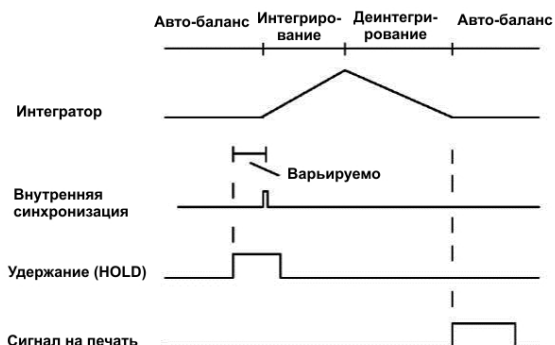 Авто-баланс
Интегриро-
вание
Деинтегри-
рование
Авто-баланс
Интегратор
Варьируемо
Внутренняя
синхронизация
Удержание (HOLD)
Сигнал на печать